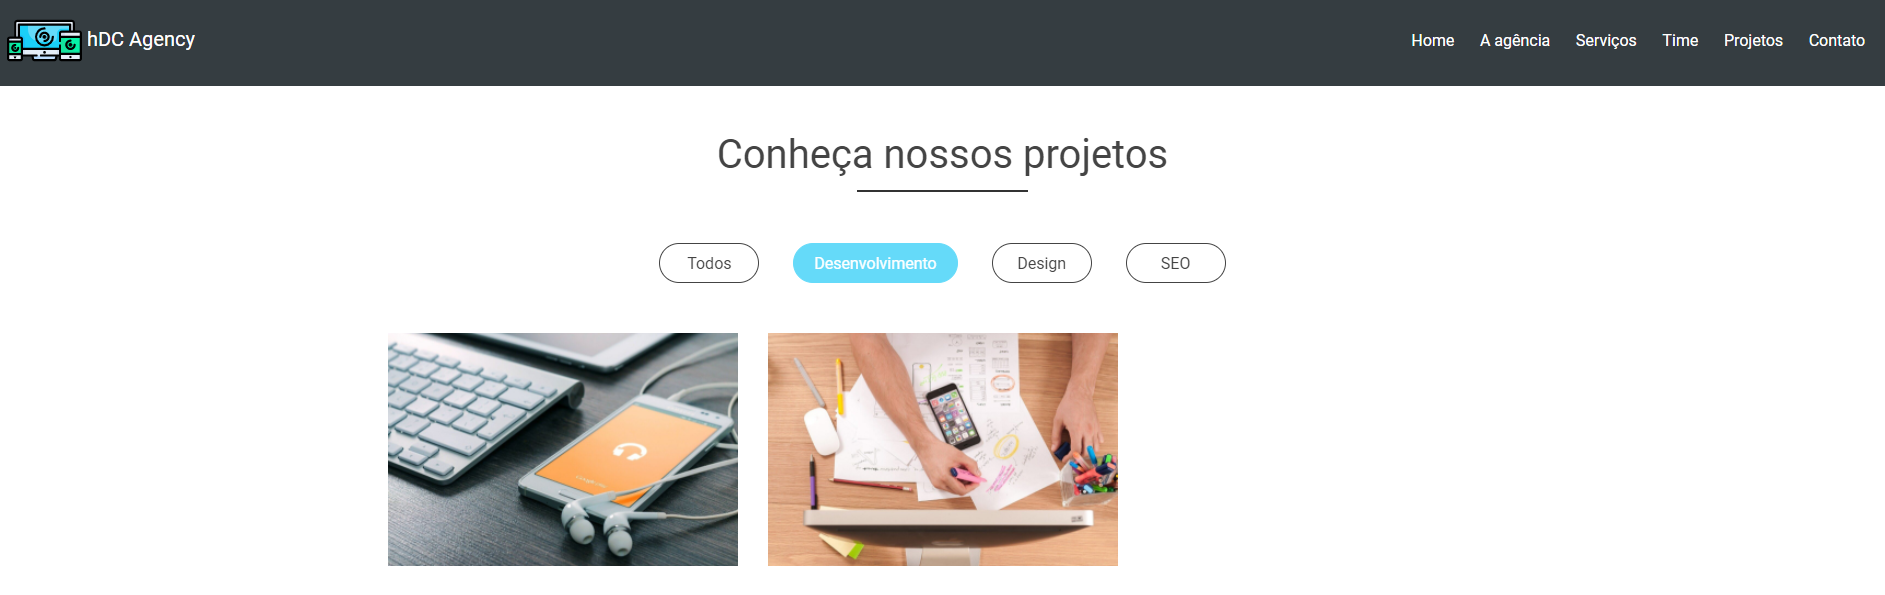 hDC Agency
Home A agência Serviços Time Projetos Contato
Conheça nossos projetos
Todos Desenvolvimento Design SEO